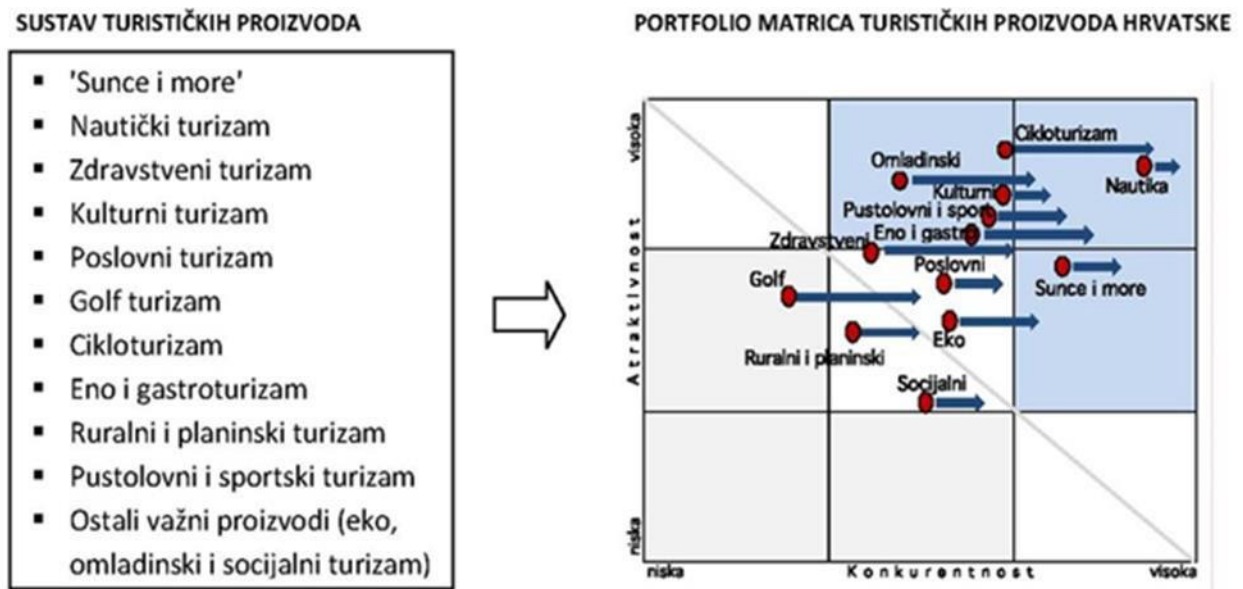 SUSTAV TURISTIČKIH PROIZVODA
▪ 'Sunce i more'
▪ Nautički turizam
▪ Zdravstveni turizam
▪ Kulturni turizam
▪ Poslovni turizam
▪ Golf turizam
▪ Cikloturizam
▪ Eno i gastroturizam
▪ Ruralni i planinski turizam
▪ Pustolovni i sportski turizam
▪ Ostali važni proizvodi (eko,
omladinski i socijalni turizam)
PORTFOLIO MATRICA TURISTIČKIH PROIZVODA HRVATSKE
visoka
Atraktivnost
niska
Cikloturizam
Omladinski
Nautika
Kulturni
Pustolovni i sport
Eno i gastro
Zdravstveni
Poslovni
Golf
Sunce i more
Eko
Ruralni i planinski
Socijalni
niska
Konkurentnost
visoka